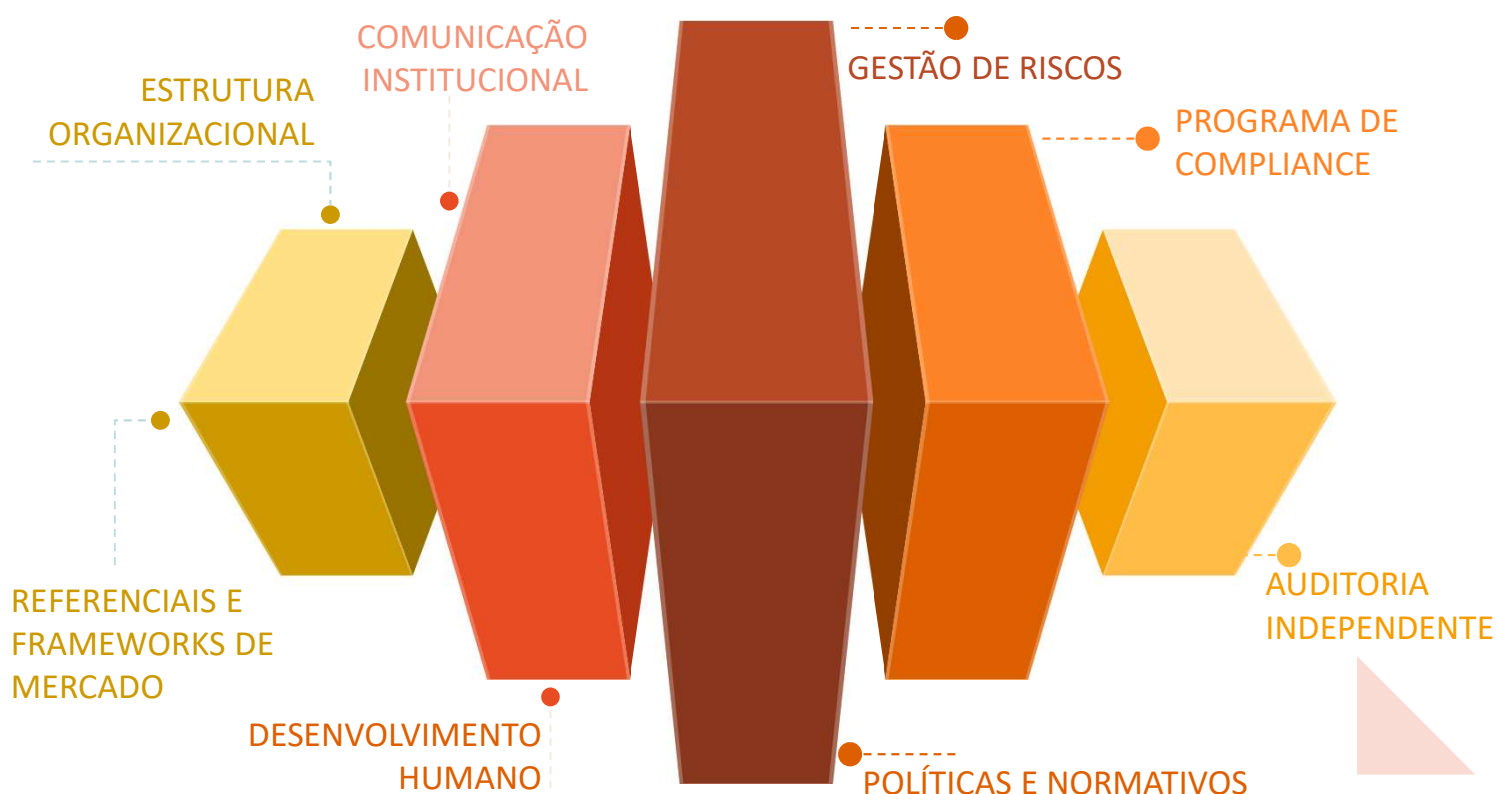 COMUNICAÇÃO
INSTITUCIONAL
GESTÃO DE RISCOS
ESTRUTURA
ORGANIZACIONAL
PROGRAMA DE
COMPLIANCE
REFERENCIAIS E
FRAMEWORKS DE
MERCADO
AUDITORIA
INDEPENDENTE
DESENVOLVIMENTO
HUMANO
POLÍTICAS E NORMATIVOS